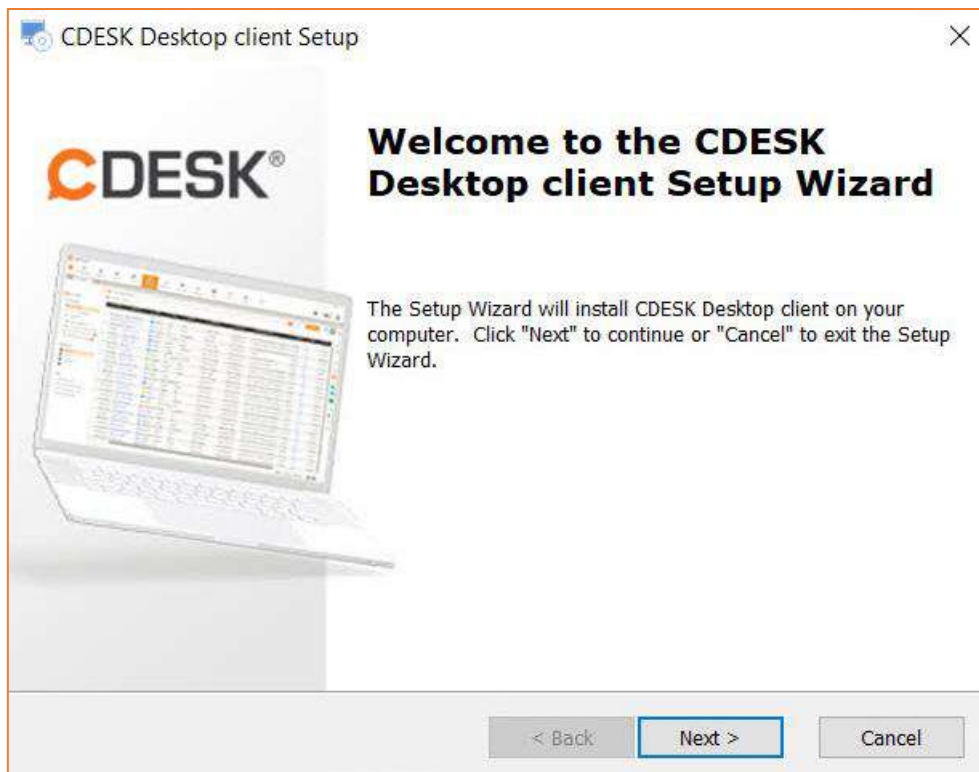 CDESK Desktop client Setup
CDESK®
Welcome to the CDESK
Desktop client Setup Wizard
The Setup Wizard will install CDESK Desktop client on your
computer. Click "Next" to continue or "Cancel" to exit the Setup
Wizard.
< Back
Next >
Cancel